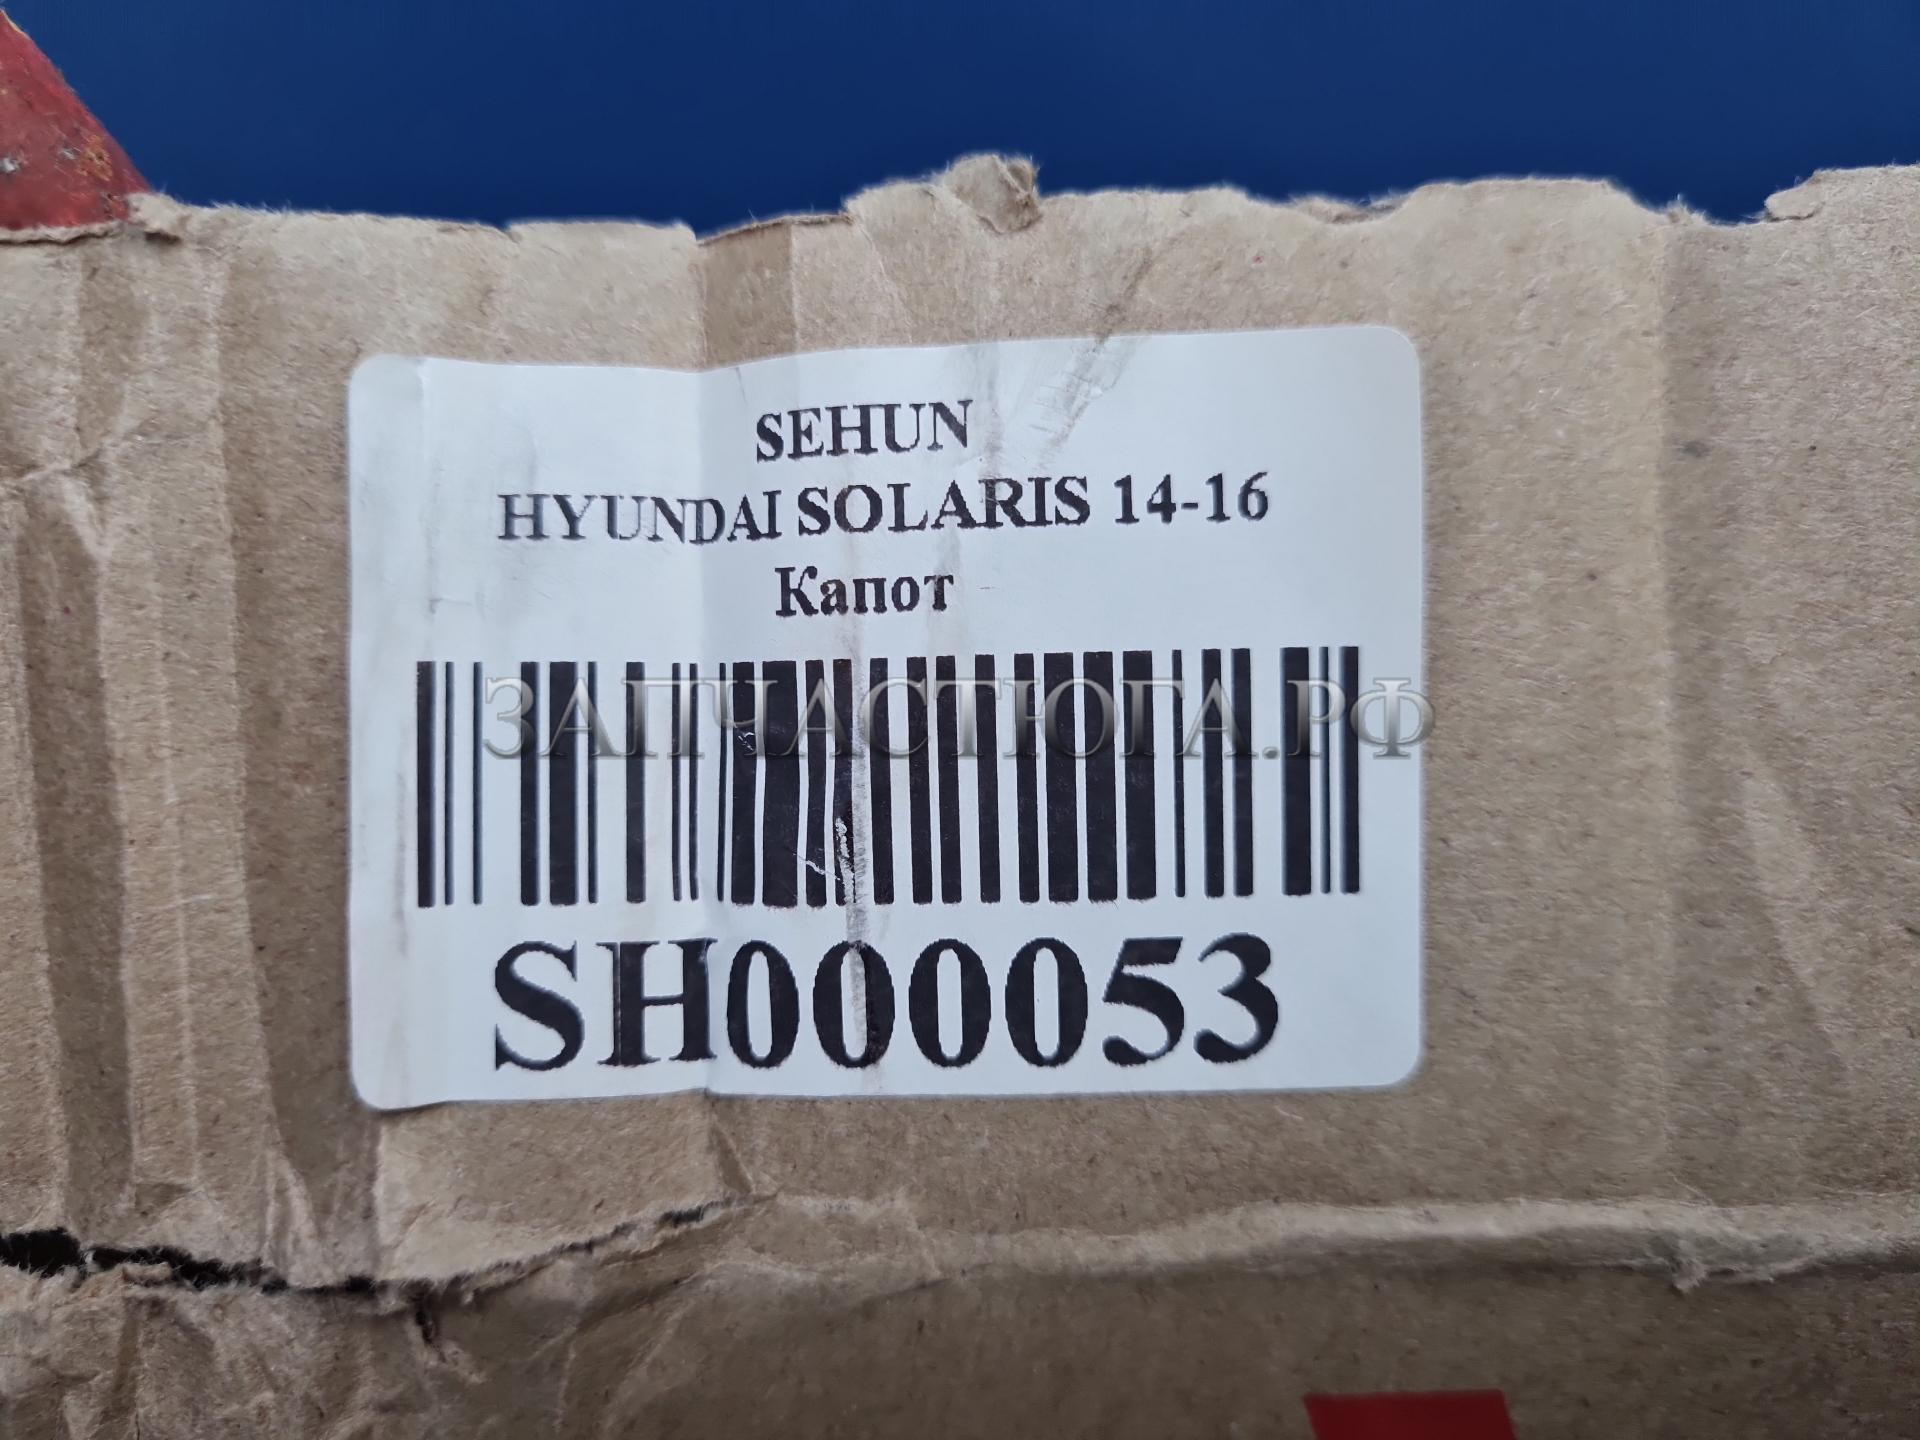 SEHUN
HYUNDAI SOLARIS 14-16
Капот
ЗАПЧАСТЮГА.РФ
SH000053